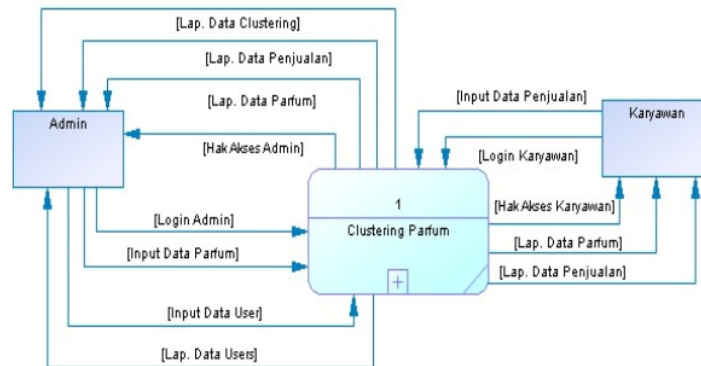 [Lap. Data Clustering]
[Lap. Data Penjualan]
[Lap. Data Parfum]
[Input Data Penjualan]
Admin
Karyawan
[Hak Akses Admin]
[Login Karyawan]
1
[Hak Akses Karyawan]
[Login Admin]
Clustering Parfum
[Lap. Data Parfum]
[Input Data Parfum]
[Lap. Data Penjualan]
[Input Data User]
[Lap. Data Users]